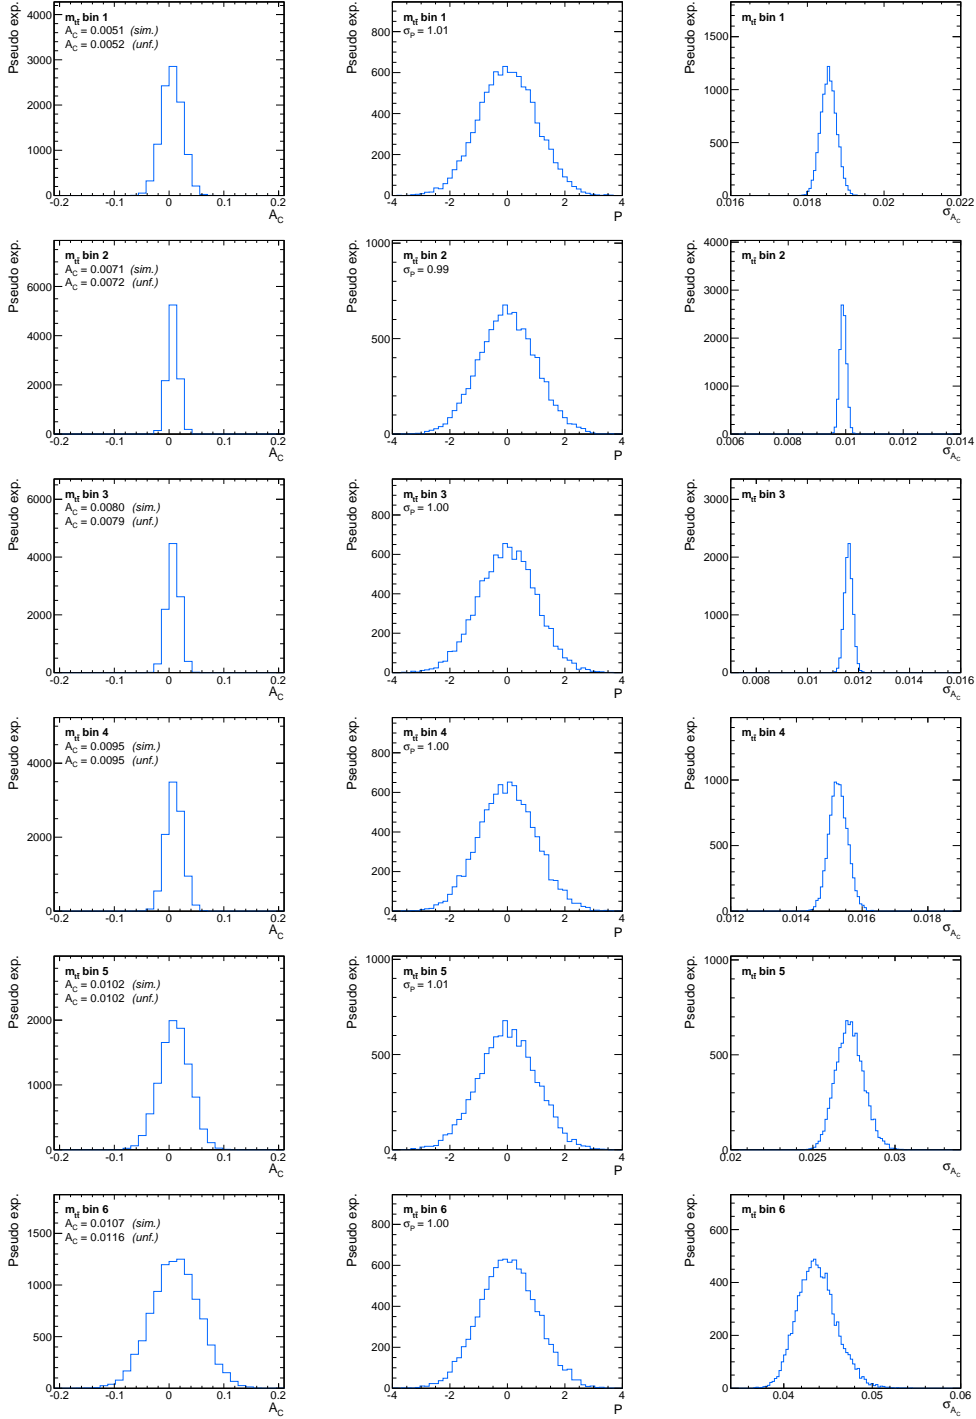 Pseudo exp.
4000
3000
2000
1000
0
m_tt̄ bin 1
A_C = 0.0051 (sim.)
A_C = 0.0052 (unf.)
-0.2 -0.1 0 0.1 0.2
A_C
Pseudo exp.
800
600
400
200
0
m_tt̄ bin 1
σ_P = 1.01
-4 -2 0 2 4
P
Pseudo exp.
1500
1000
500
0
m_tt̄ bin 1
0.016 0.018 0.02 0.022
σ_A_C
Pseudo exp.
6000
4000
2000
0
m_tt̄ bin 2
A_C = 0.0071 (sim.)
A_C = 0.0072 (unf.)
-0.2 -0.1 0 0.1 0.2
A_C
Pseudo exp.
1000
500
0
m_tt̄ bin 2
σ_P = 0.99
-4 -2 0 2 4
P
Pseudo exp.
4000
3000
2000
1000
0
m_tt̄ bin 2
0.006 0.008 0.01 0.012 0.014
σ_A_C
Pseudo exp.
6000
4000
2000
0
m_tt̄ bin 3
A_C = 0.0080 (sim.)
A_C = 0.0079 (unf.)
-0.2 -0.1 0 0.1 0.2
A_C
Pseudo exp.
800
600
400
200
0
m_tt̄ bin 3
σ_P = 1.00
-4 -2 0 2 4
P
Pseudo exp.
3000
2000
1000
0
m_tt̄ bin 3
0.008 0.01 0.012 0.014 0.016
σ_A_C
Pseudo exp.
4000
2000
0
m_tt̄ bin 4
A_C = 0.0095 (sim.)
A_C = 0.0095 (unf.)
-0.2 -0.1 0 0.1 0.2
A_C
Pseudo exp.
800
600
400
200
0
m_tt̄ bin 4
σ_P = 1.00
-4 -2 0 2 4
P
Pseudo exp.
1000
500
0
m_tt̄ bin 4
0.012 0.014 0.016 0.018
σ_A_C
Pseudo exp.
2000
1000
0
m_tt̄ bin 5
A_C = 0.0102 (sim.)
A_C = 0.0102 (unf.)
-0.2 -0.1 0 0.1 0.2
A_C
Pseudo exp.
1000
500
0
m_tt̄ bin 5
σ_P = 1.01
-4 -2 0 2 4
P
Pseudo exp.
1000
500
0
m_tt̄ bin 5
0.02 0.025 0.03
σ_A_C
Pseudo exp.
1500
1000
500
0
m_tt̄ bin 6
A_C = 0.0107 (sim.)
A_C = 0.0116 (unf.)
-0.2 -0.1 0 0.1 0.2
A_C
Pseudo exp.
800
600
400
200
0
m_tt̄ bin 6
σ_P = 1.00
-4 -2 0 2 4
P
Pseudo exp.
600
400
200
0
m_tt̄ bin 6
0.04 0.05 0.06
σ_A_C